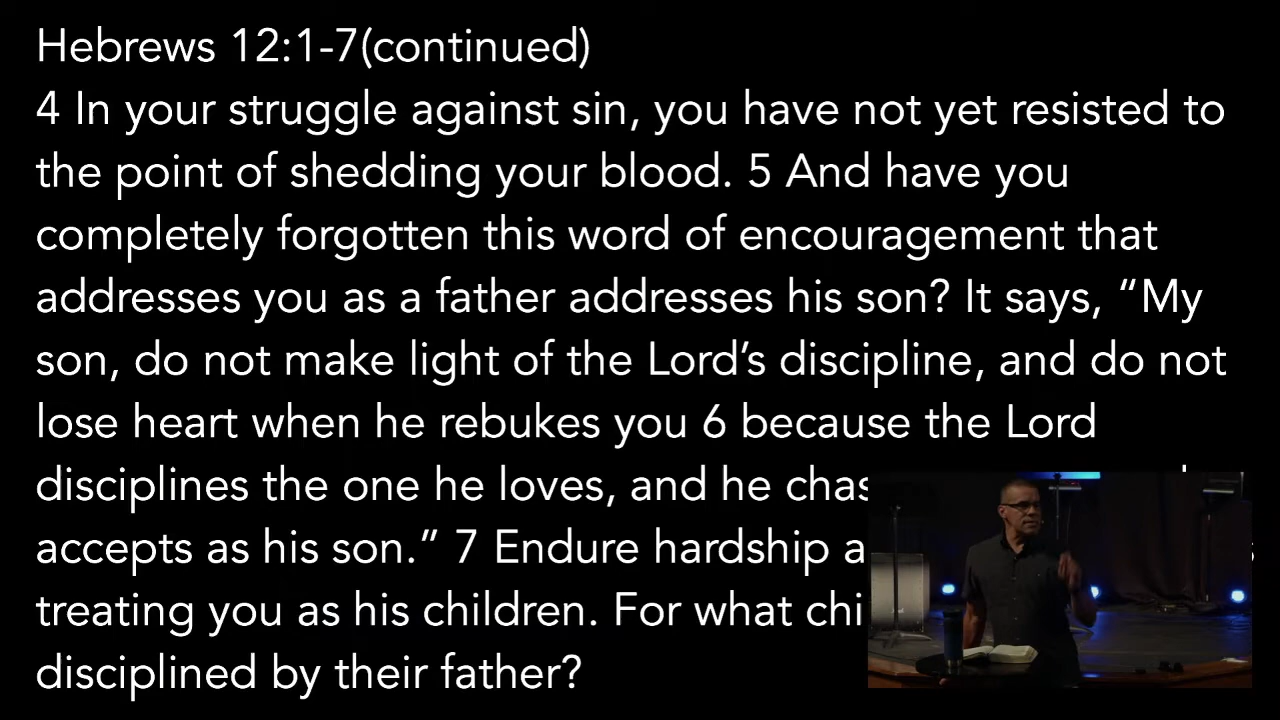 Hebrews 12:1-7(continued)
4 In your struggle against sin, you have not yet resisted to
the point of shedding your blood. 5 And have you
completely forgotten this word of encouragement that
addresses you as a father addresses his son? It says, “My
son, do not make light of the Lord’s discipline, and do not
lose heart when he rebukes you 6 because the Lord
disciplines the one he loves, and he
accepts as his son.” 7 Endure hardship
treating you as his children. For what
disciplined by their father?